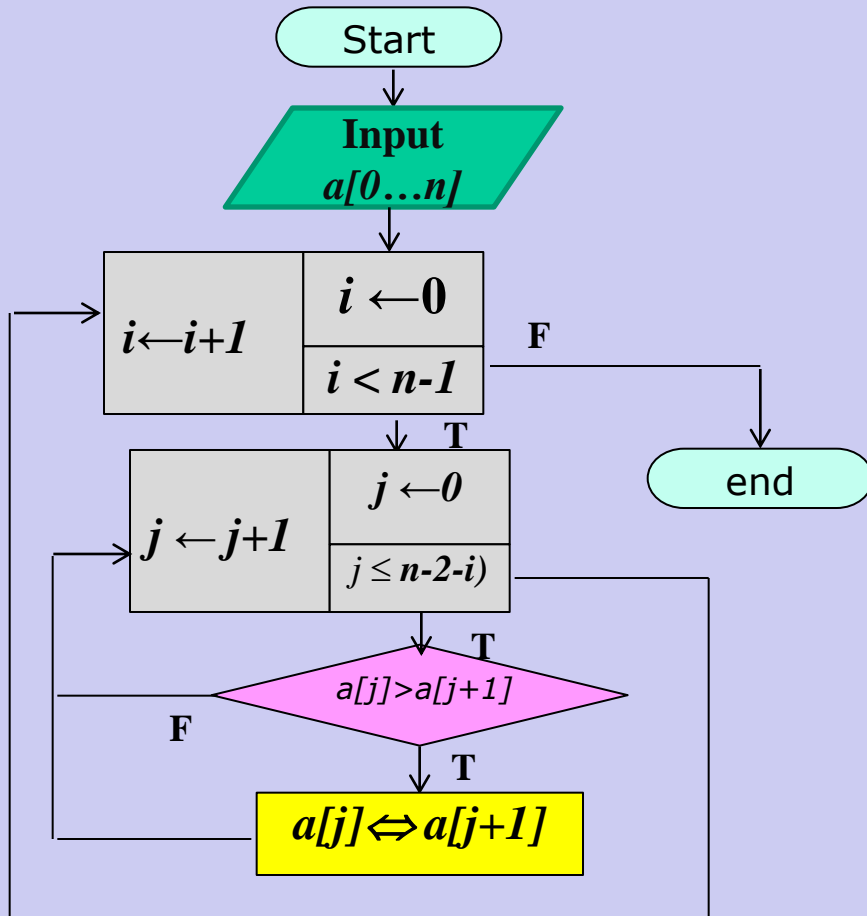 Start
Input
a[0…n]
i ←0
i←i+1
i < n-1
F
T
end
j ←0
j ← j+1
j ≤ n-2-i)
T
a[j]>a[j+1]
F
T
a[j]⇔a[j+1]